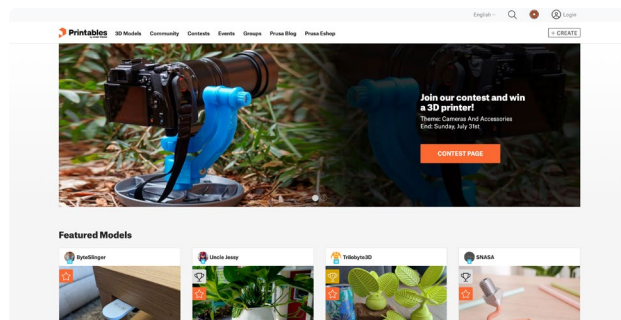 English
Login
Printables
3D Models Community Contests Events Groups Prusa Blog Prusa Eshop
+ CREATE
Join our contest and win
a 3D printer!
Theme: Cameras And Accessories
End: Sunday, July 31st
CONTEST PAGE
Featured Models
ByteSlinger
Uncle Jessy
Trilobyte3D
SNASA